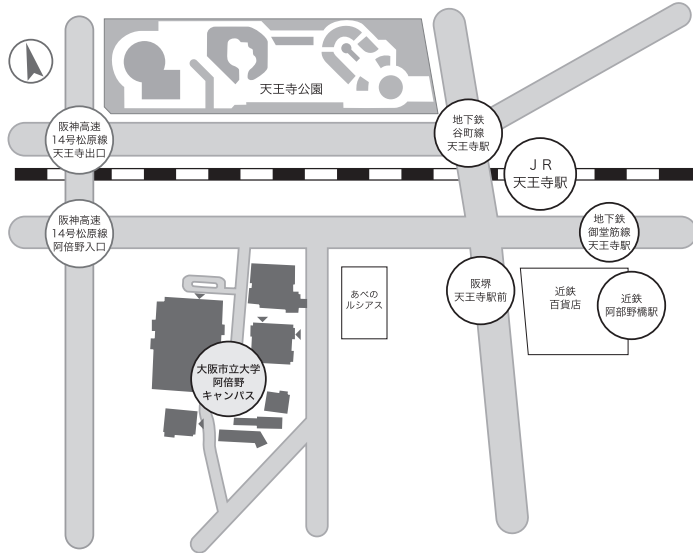 天王寺公園
阪神高速
14号松原線
天王寺出口
地下鉄
谷町線
天王寺駅
ＪＲ
天王寺駅
阪神高速
14号松原線
阿倍野入口
地下鉄
御堂筋線
天王寺駅
あべの
ルシアス
阪堺
天王寺駅前
近鉄
百貨店
近鉄
阿部野橋駅
大阪市立大学
阿倍野
キャンパス